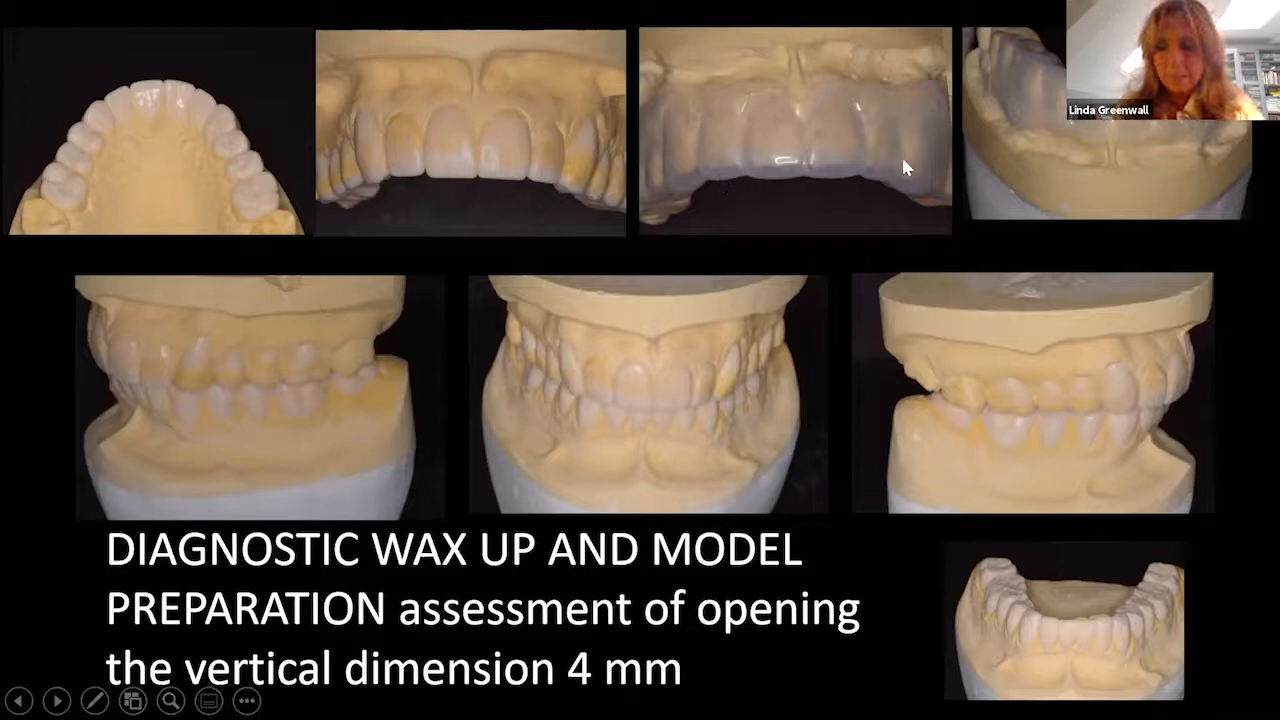 Linda Greenwall
DIAGNOSTIC WAX UP AND MODEL
PREPARATION assessment of opening
the vertical dimension 4 mm